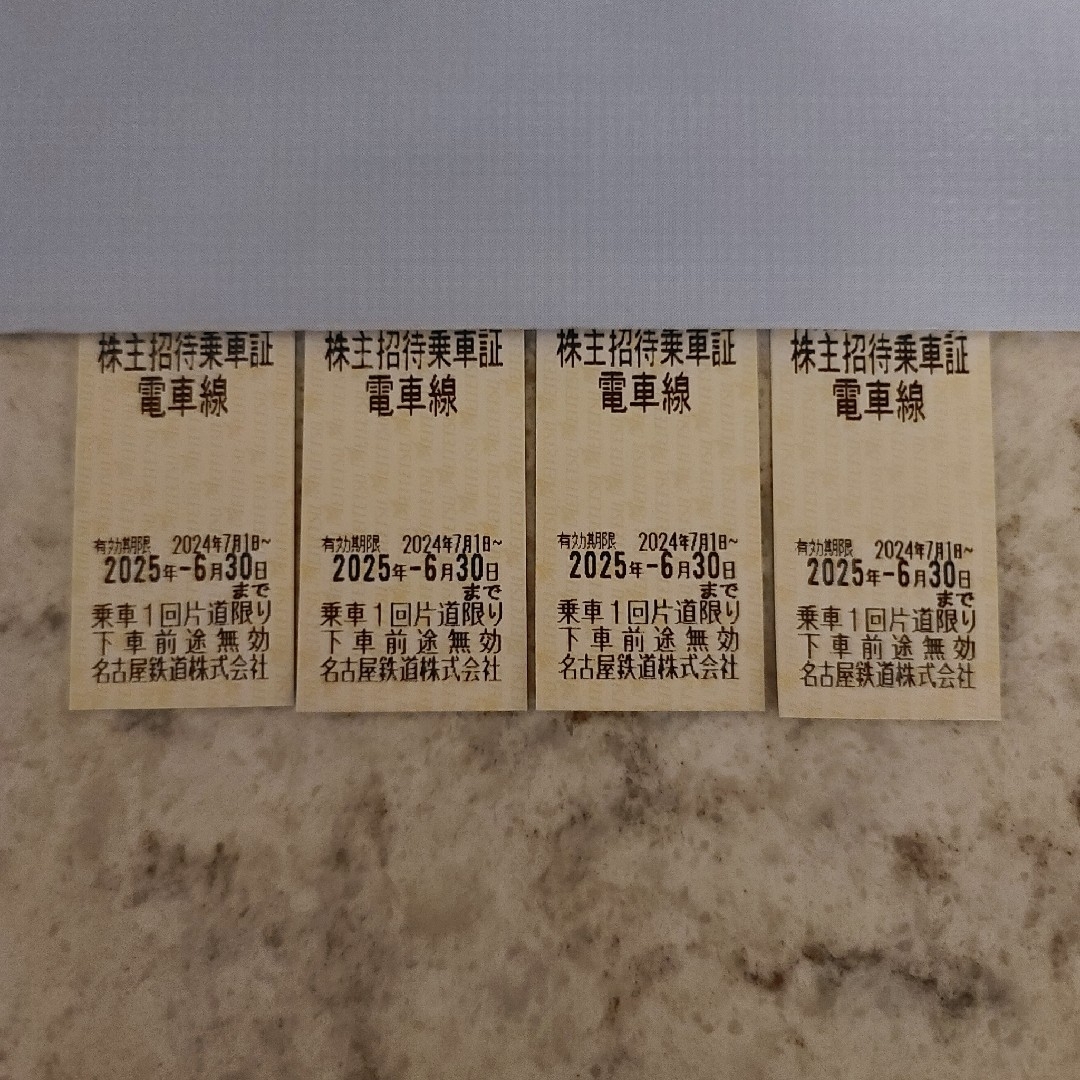 株主招待乗車証
電車線
有効期限 2024年7月1日~
2025年-6月30日
まで
乗車1回片道限り
下車前途無効
名古屋鉄道株式会社
株主招待乗車証
電車線
有効期限 2024年7月1日~
2025年-6月30日
まで
乗車1回片道限り
下車前途無効
名古屋鉄道株式会社
株主招待乗車証
電車線
有効期限 2024年7月1日~
2025年-6月30日
まで
乗車1回片道限り
下車前途無効
名古屋鉄道株式会社
株主招待乗車証
電車線
有効期限 2024年7月1日~
2025年-6月30日
まで
乗車1回片道限り
下車前途無効
名古屋鉄道株式会社